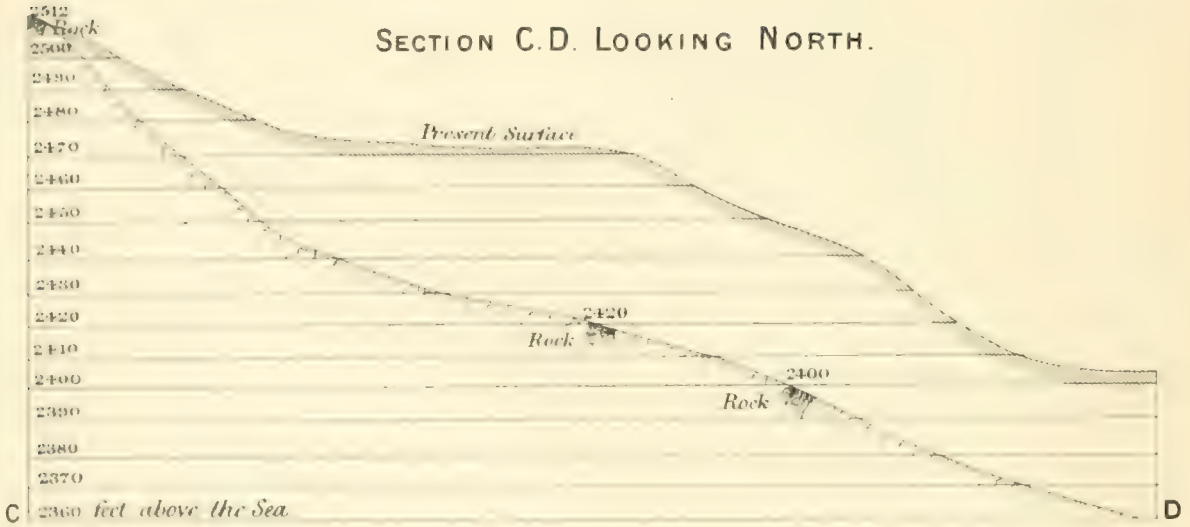 SECTION C.D. LOOKING NORTH.
2512
Rock
2500
2490
2480
Present Surface
2470
2460
2450
2440
2430
2420
2420
Rock
2410
2400
2400
Rock
2390
2380
2370
C 2360 feet above the Sea D